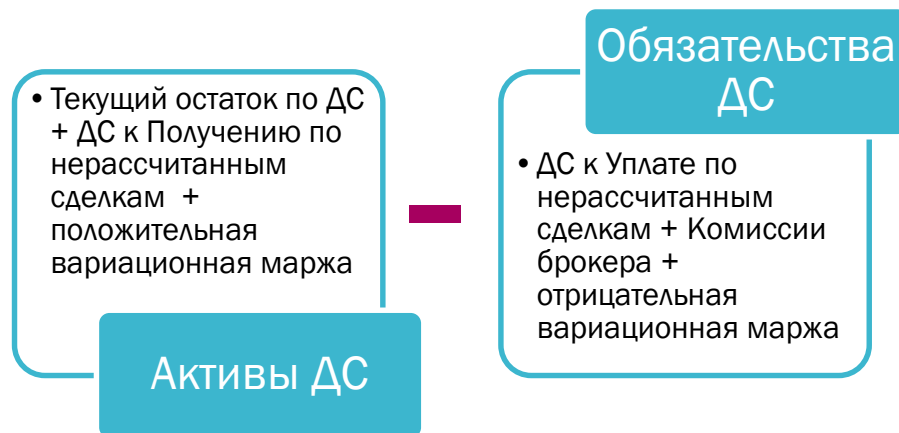 • Текущий остаток по ДС
+ ДС к Получению по
нерассчитанным
сделкам +
положительная
вариационная маржа
Активы ДС
Обязательства
ДС
• ДС к Уплате по
нерассчитанным
сделкам + Комиссии
брокера +
отрицательная
вариационная маржа